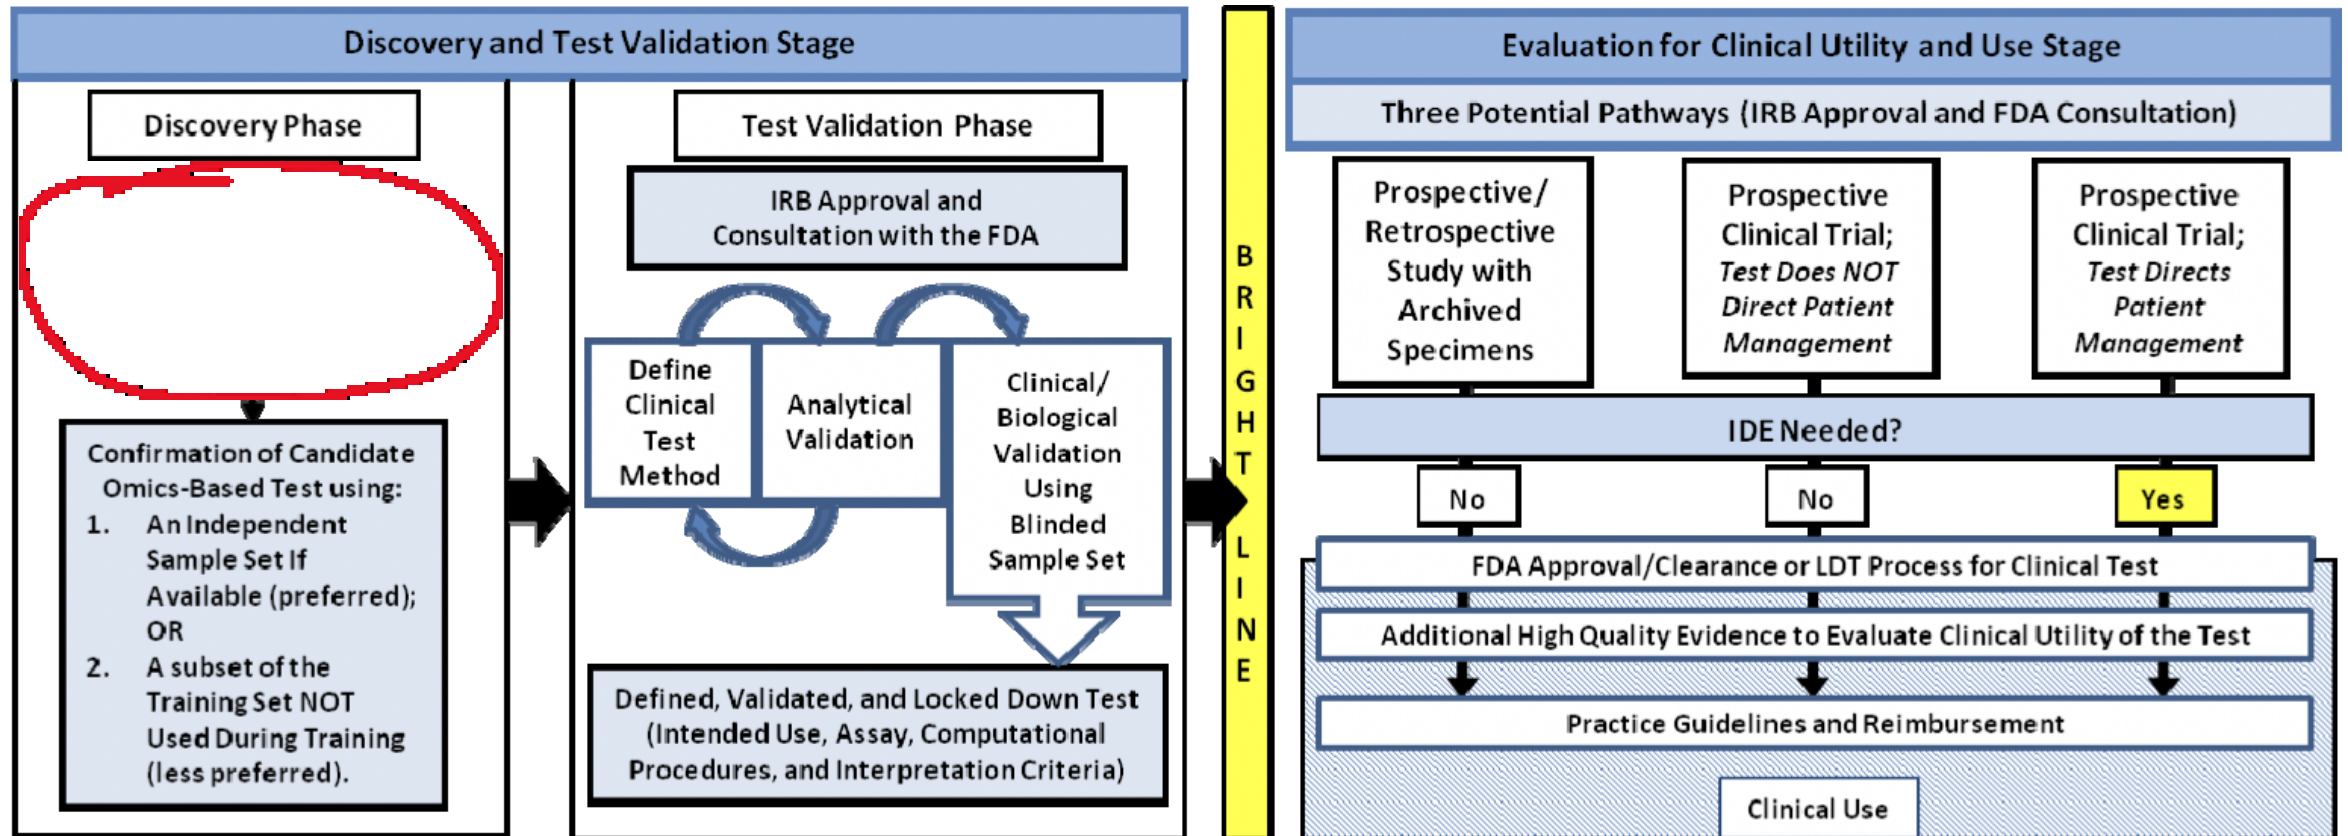 Discovery and Test Validation Stage
Discovery Phase
Confirmation of Candidate
Omics-Based Test using:
1. An Independent
Sample Set If
Available (preferred);
OR
2. A subset of the
Training Set NOT
Used During Training
(less preferred).
Test Validation Phase
IRB Approval and
Consultation with the FDA
Define
Clinical
Test
Method
Analytical
Validation
Clinical/
Biological
Validation
Using
Blinded
Sample Set
Defined, Validated, and Locked Down Test
(Intended Use, Assay, Computational
Procedures, and Interpretation Criteria)
BRIGHT LINE
Evaluation for Clinical Utility and Use Stage
Three Potential Pathways (IRB Approval and FDA Consultation)
Prospective/
Retrospective
Study with
Archived
Specimens
Prospective
Clinical Trial;
Test Does NOT
Direct Patient
Management
Prospective
Clinical Trial;
Test Directs
Patient
Management
IDE Needed?
No
No
Yes
FDA Approval/Clearance or LDT Process for Clinical Test
Additional High Quality Evidence to Evaluate Clinical Utility of the Test
Practice Guidelines and Reimbursement
Clinical Use